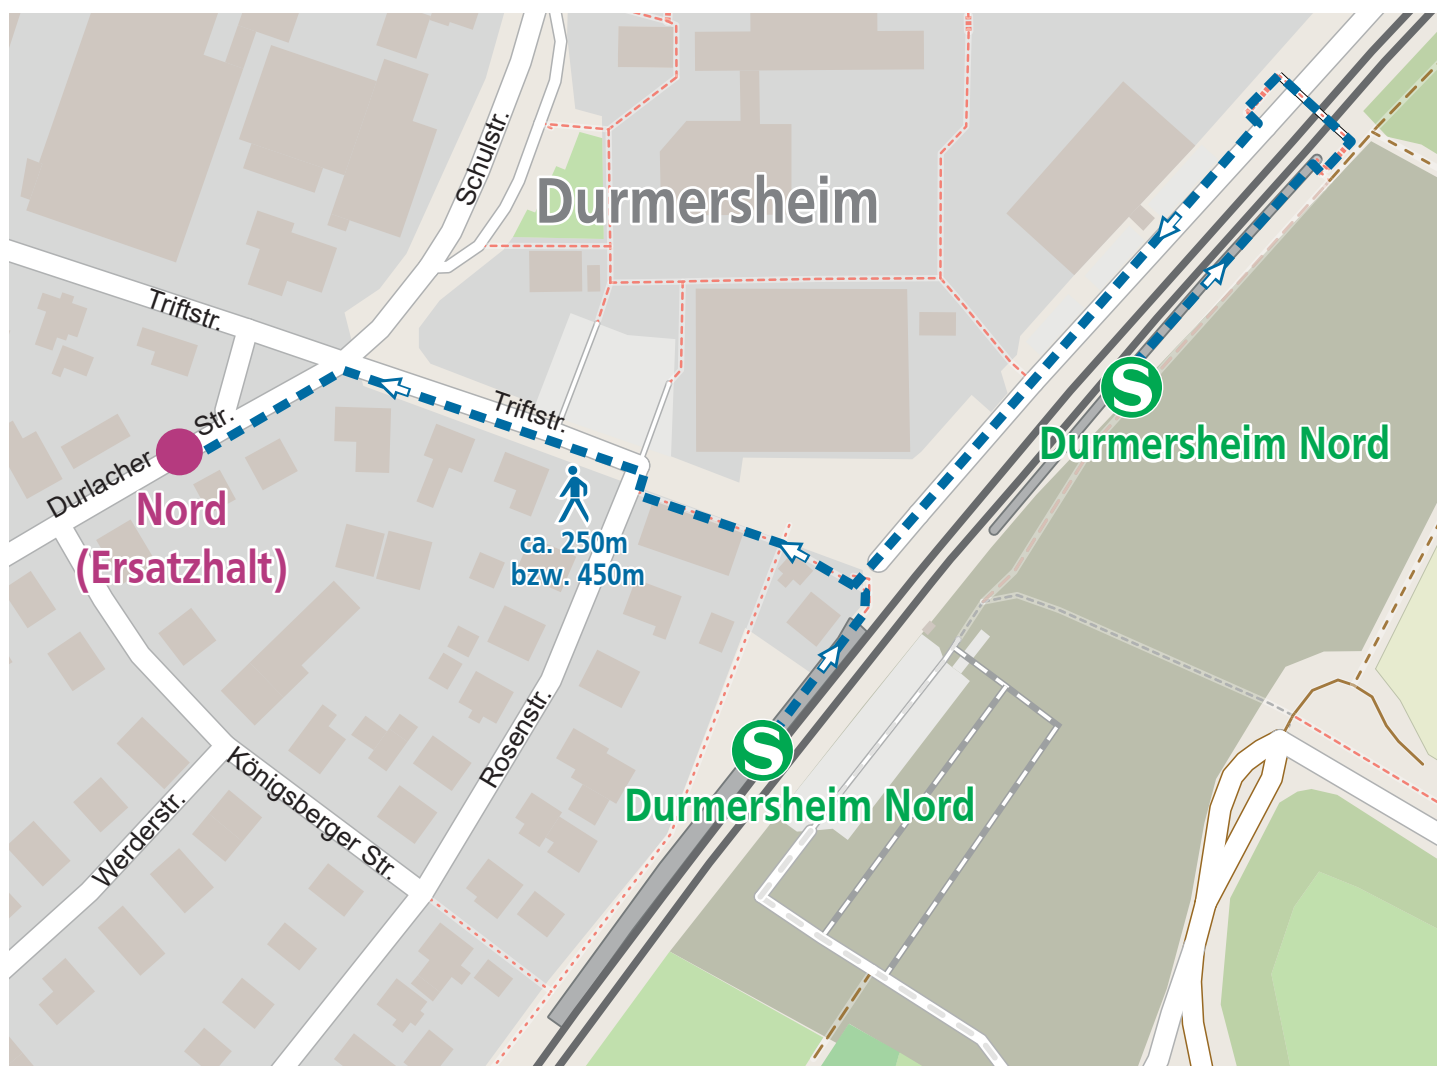 Schulstr.
Durmersheim
Triftstr.
Triftstr.
Str.
Durlacher
S
Durmersheim Nord
Nord
(Ersatzhalt)
ca. 250m
bzw. 450m
Rosenstr.
S
Durmersheim Nord
Königsberger Str.
Werderstr.